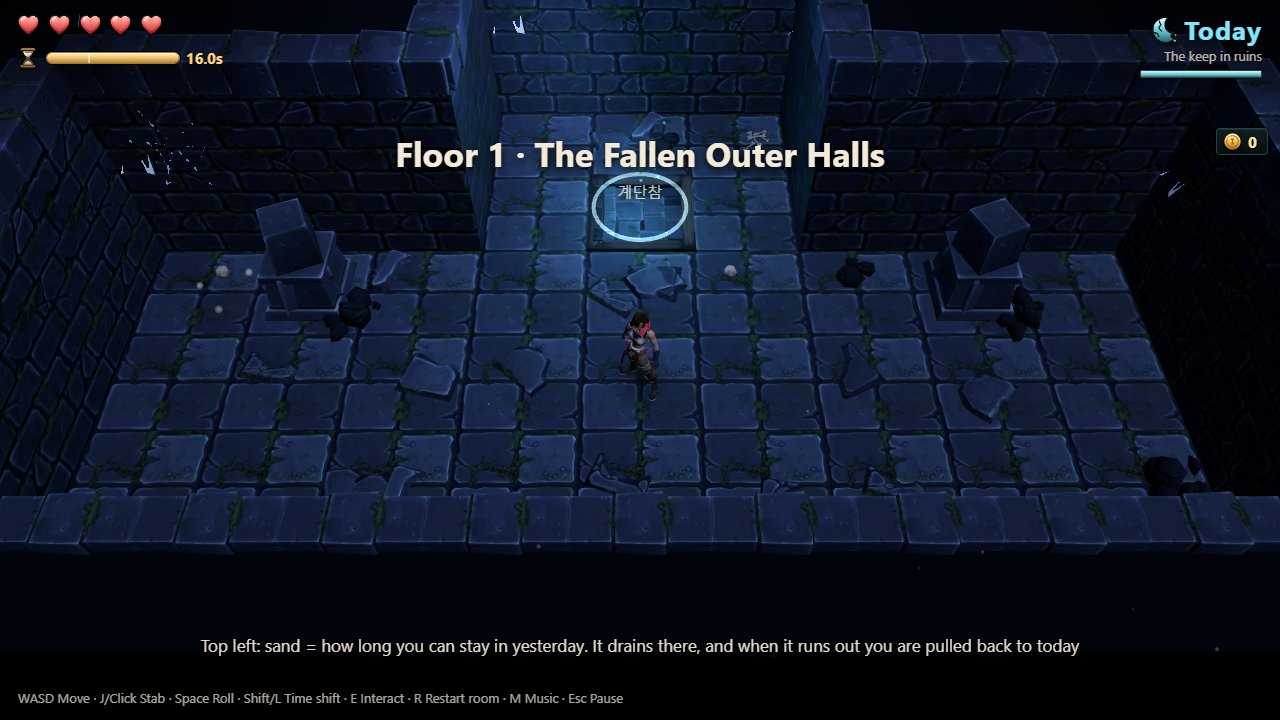 16.0s
Today
The keep in ruins
0
Floor 1 · The Fallen Outer Halls
계단참
Top left: sand = how long you can stay in yesterday. It drains there, and when it runs out you are pulled back to today
WASD Move · J/Click Stab · Space Roll · Shift/L Time shift · E Interact · R Restart room · M Music · Esc Pause